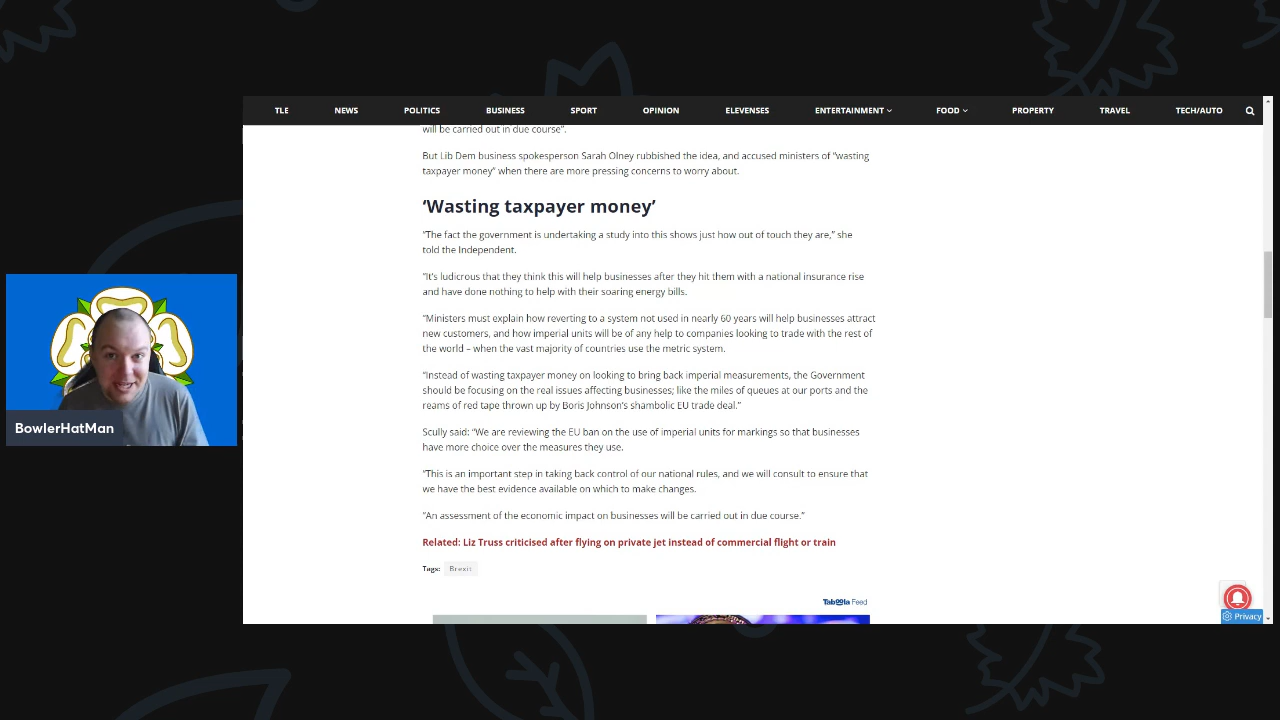 TLE NEWS POLITICS BUSINESS SPORT OPINION ELEVENSES ENTERTAINMENT FOOD PROPERTY TRAVEL TECH/AUTO
will be carried out in due course”.
But Lib Dem business spokesperson Sarah Olney rubbished the idea, and accused ministers of “wasting
taxpayer money” when there are more pressing concerns to worry about.
‘Wasting taxpayer money’
“The fact the government is undertaking a study into this shows just how out of touch they are,” she
told the Independent.
“It’s ludicrous that they think this will help businesses after they hit them with a national insurance rise
and have done nothing to help with their soaring energy bills.
“Ministers must explain how reverting to a system not used in nearly 60 years will help businesses attract
new customers, and how imperial units will be of any help to companies looking to trade with the rest of
the world – when the vast majority of countries use the metric system.
“Instead of wasting taxpayer money on looking to bring back imperial measurements, the Government
should be focusing on the real issues affecting businesses; like the miles of queues at our ports and the
reams of red tape thrown up by Boris Johnson’s shambolic EU trade deal.”
Scully said: “We are reviewing the EU ban on the use of imperial units for markings so that businesses
have more choice over the measures they use.
“This is an important step in taking back control of our national rules, and we will consult to ensure that
we have the best evidence available on which to make changes.
“An assessment of the economic impact on businesses will be carried out in due course.”
Related: Liz Truss criticised after flying on private jet instead of commercial flight or train
Tags: Brexit
Taboola Feed
Privacy
BowlerHatMan